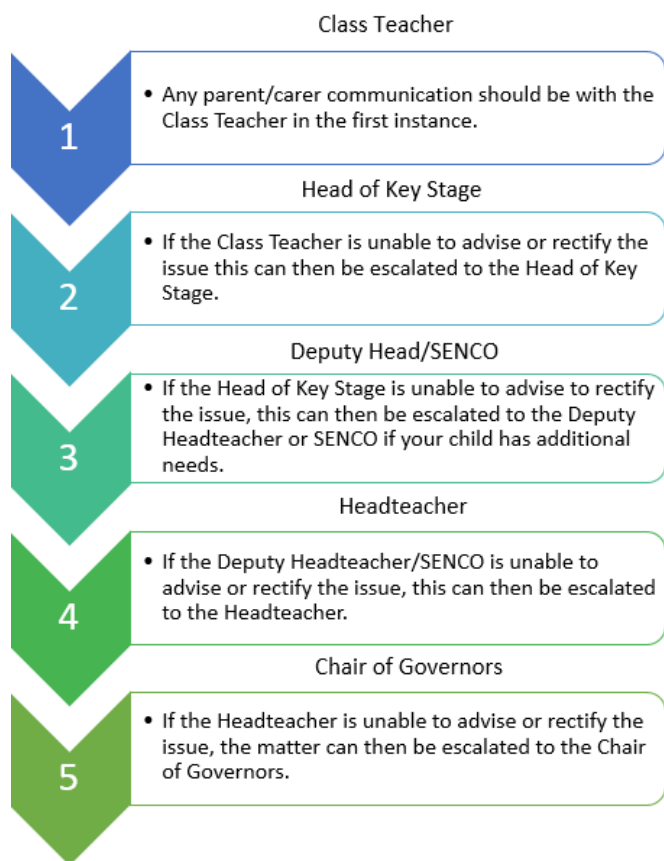 Class Teacher
1
• Any parent/carer communication should be with the
Class Teacher in the first instance.
Head of Key Stage
2
• If the Class Teacher is unable to advise or rectify the
issue this can then be escalated to the Head of Key
Stage.
Deputy Head/SENCO
3
• If the Head of Key Stage is unable to advise to rectify
the issue, this can then be escalated to the Deputy
Headteacher or SENCO if your child has additional
needs.
Headteacher
4
• If the Deputy Headteacher/SENCO is unable to
advise or rectify the issue, this can then be escalated
to the Headteacher.
Chair of Governors
5
• If the Headteacher is unable to advise or rectify the
issue, the matter can then be escalated to the Chair
of Governors.